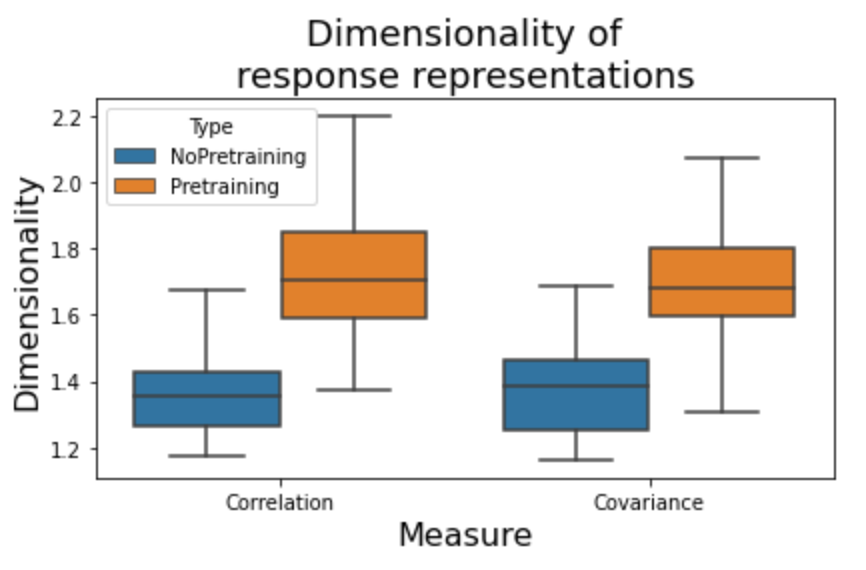 Dimensionality of
response representations
Dimensionality
2.2
2.0
1.8
1.6
1.4
1.2
Type
NoPretraining
Pretraining
Correlation
Covariance
Measure